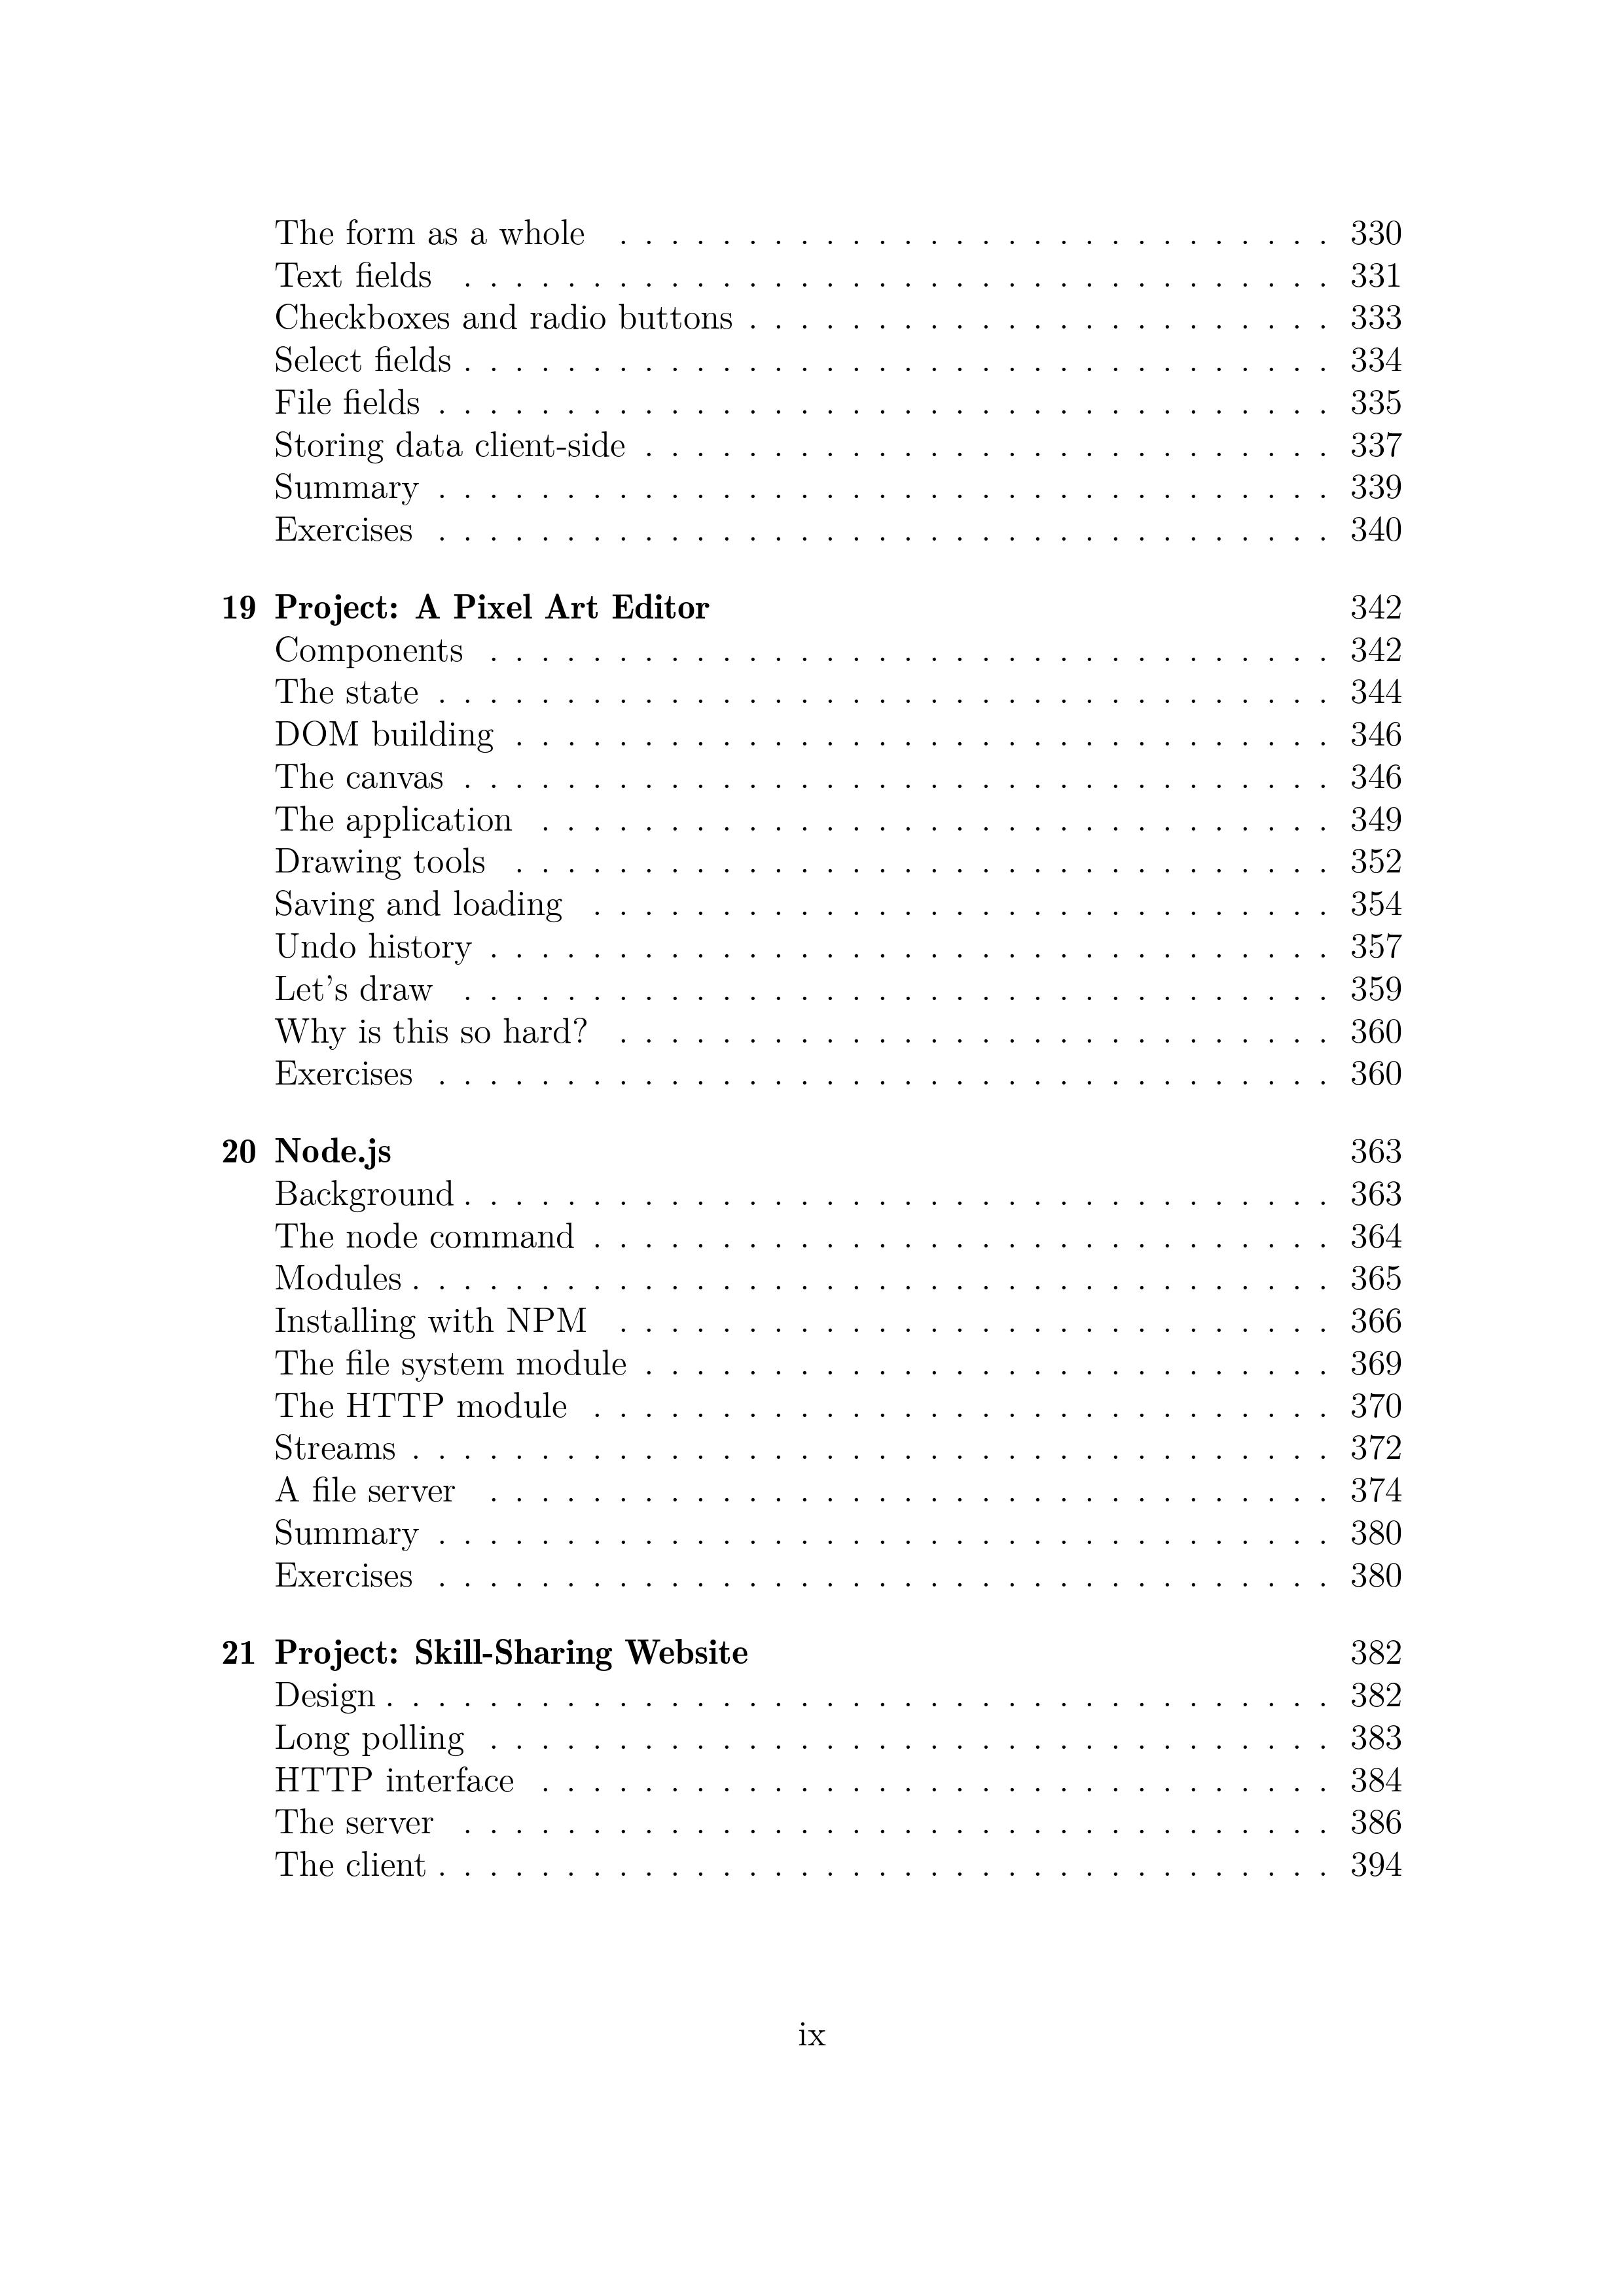 The form as a whole . . . . . . . . . . . . . . . . . . . . . . . . . . . . 330
Text fields . . . . . . . . . . . . . . . . . . . . . . . . . . . . . . . . . . 331
Checkboxes and radio buttons . . . . . . . . . . . . . . . . . . . . . . . 333
Select fields . . . . . . . . . . . . . . . . . . . . . . . . . . . . . . . . . . 334
File fields . . . . . . . . . . . . . . . . . . . . . . . . . . . . . . . . . . . 335
Storing data client-side . . . . . . . . . . . . . . . . . . . . . . . . . . . 337
Summary . . . . . . . . . . . . . . . . . . . . . . . . . . . . . . . . . . . 339
Exercises . . . . . . . . . . . . . . . . . . . . . . . . . . . . . . . . . . . 340
19 Project: A Pixel Art Editor 342
Components . . . . . . . . . . . . . . . . . . . . . . . . . . . . . . . . . 342
The state . . . . . . . . . . . . . . . . . . . . . . . . . . . . . . . . . . . 344
DOM building . . . . . . . . . . . . . . . . . . . . . . . . . . . . . . . . 346
The canvas . . . . . . . . . . . . . . . . . . . . . . . . . . . . . . . . . . 346
The application . . . . . . . . . . . . . . . . . . . . . . . . . . . . . . . 349
Drawing tools . . . . . . . . . . . . . . . . . . . . . . . . . . . . . . . . 352
Saving and loading . . . . . . . . . . . . . . . . . . . . . . . . . . . . . 354
Undo history . . . . . . . . . . . . . . . . . . . . . . . . . . . . . . . . . 357
Let's draw . . . . . . . . . . . . . . . . . . . . . . . . . . . . . . . . . . 359
Why is this so hard? . . . . . . . . . . . . . . . . . . . . . . . . . . . . 360
Exercises . . . . . . . . . . . . . . . . . . . . . . . . . . . . . . . . . . . 360
20 Node.js 363
Background . . . . . . . . . . . . . . . . . . . . . . . . . . . . . . . . . . 363
The node command . . . . . . . . . . . . . . . . . . . . . . . . . . . . . 364
Modules . . . . . . . . . . . . . . . . . . . . . . . . . . . . . . . . . . . . 365
Installing with NPM . . . . . . . . . . . . . . . . . . . . . . . . . . . . 366
The file system module . . . . . . . . . . . . . . . . . . . . . . . . . . . 369
The HTTP module . . . . . . . . . . . . . . . . . . . . . . . . . . . . . 370
Streams . . . . . . . . . . . . . . . . . . . . . . . . . . . . . . . . . . . . 372
A file server . . . . . . . . . . . . . . . . . . . . . . . . . . . . . . . . . 374
Summary . . . . . . . . . . . . . . . . . . . . . . . . . . . . . . . . . . . 380
Exercises . . . . . . . . . . . . . . . . . . . . . . . . . . . . . . . . . . . 380
21 Project: Skill-Sharing Website 382
Design . . . . . . . . . . . . . . . . . . . . . . . . . . . . . . . . . . . . . 382
Long polling . . . . . . . . . . . . . . . . . . . . . . . . . . . . . . . . . 383
HTTP interface . . . . . . . . . . . . . . . . . . . . . . . . . . . . . . . 384
The server . . . . . . . . . . . . . . . . . . . . . . . . . . . . . . . . . . 386
The client . . . . . . . . . . . . . . . . . . . . . . . . . . . . . . . . . . . 394
ix